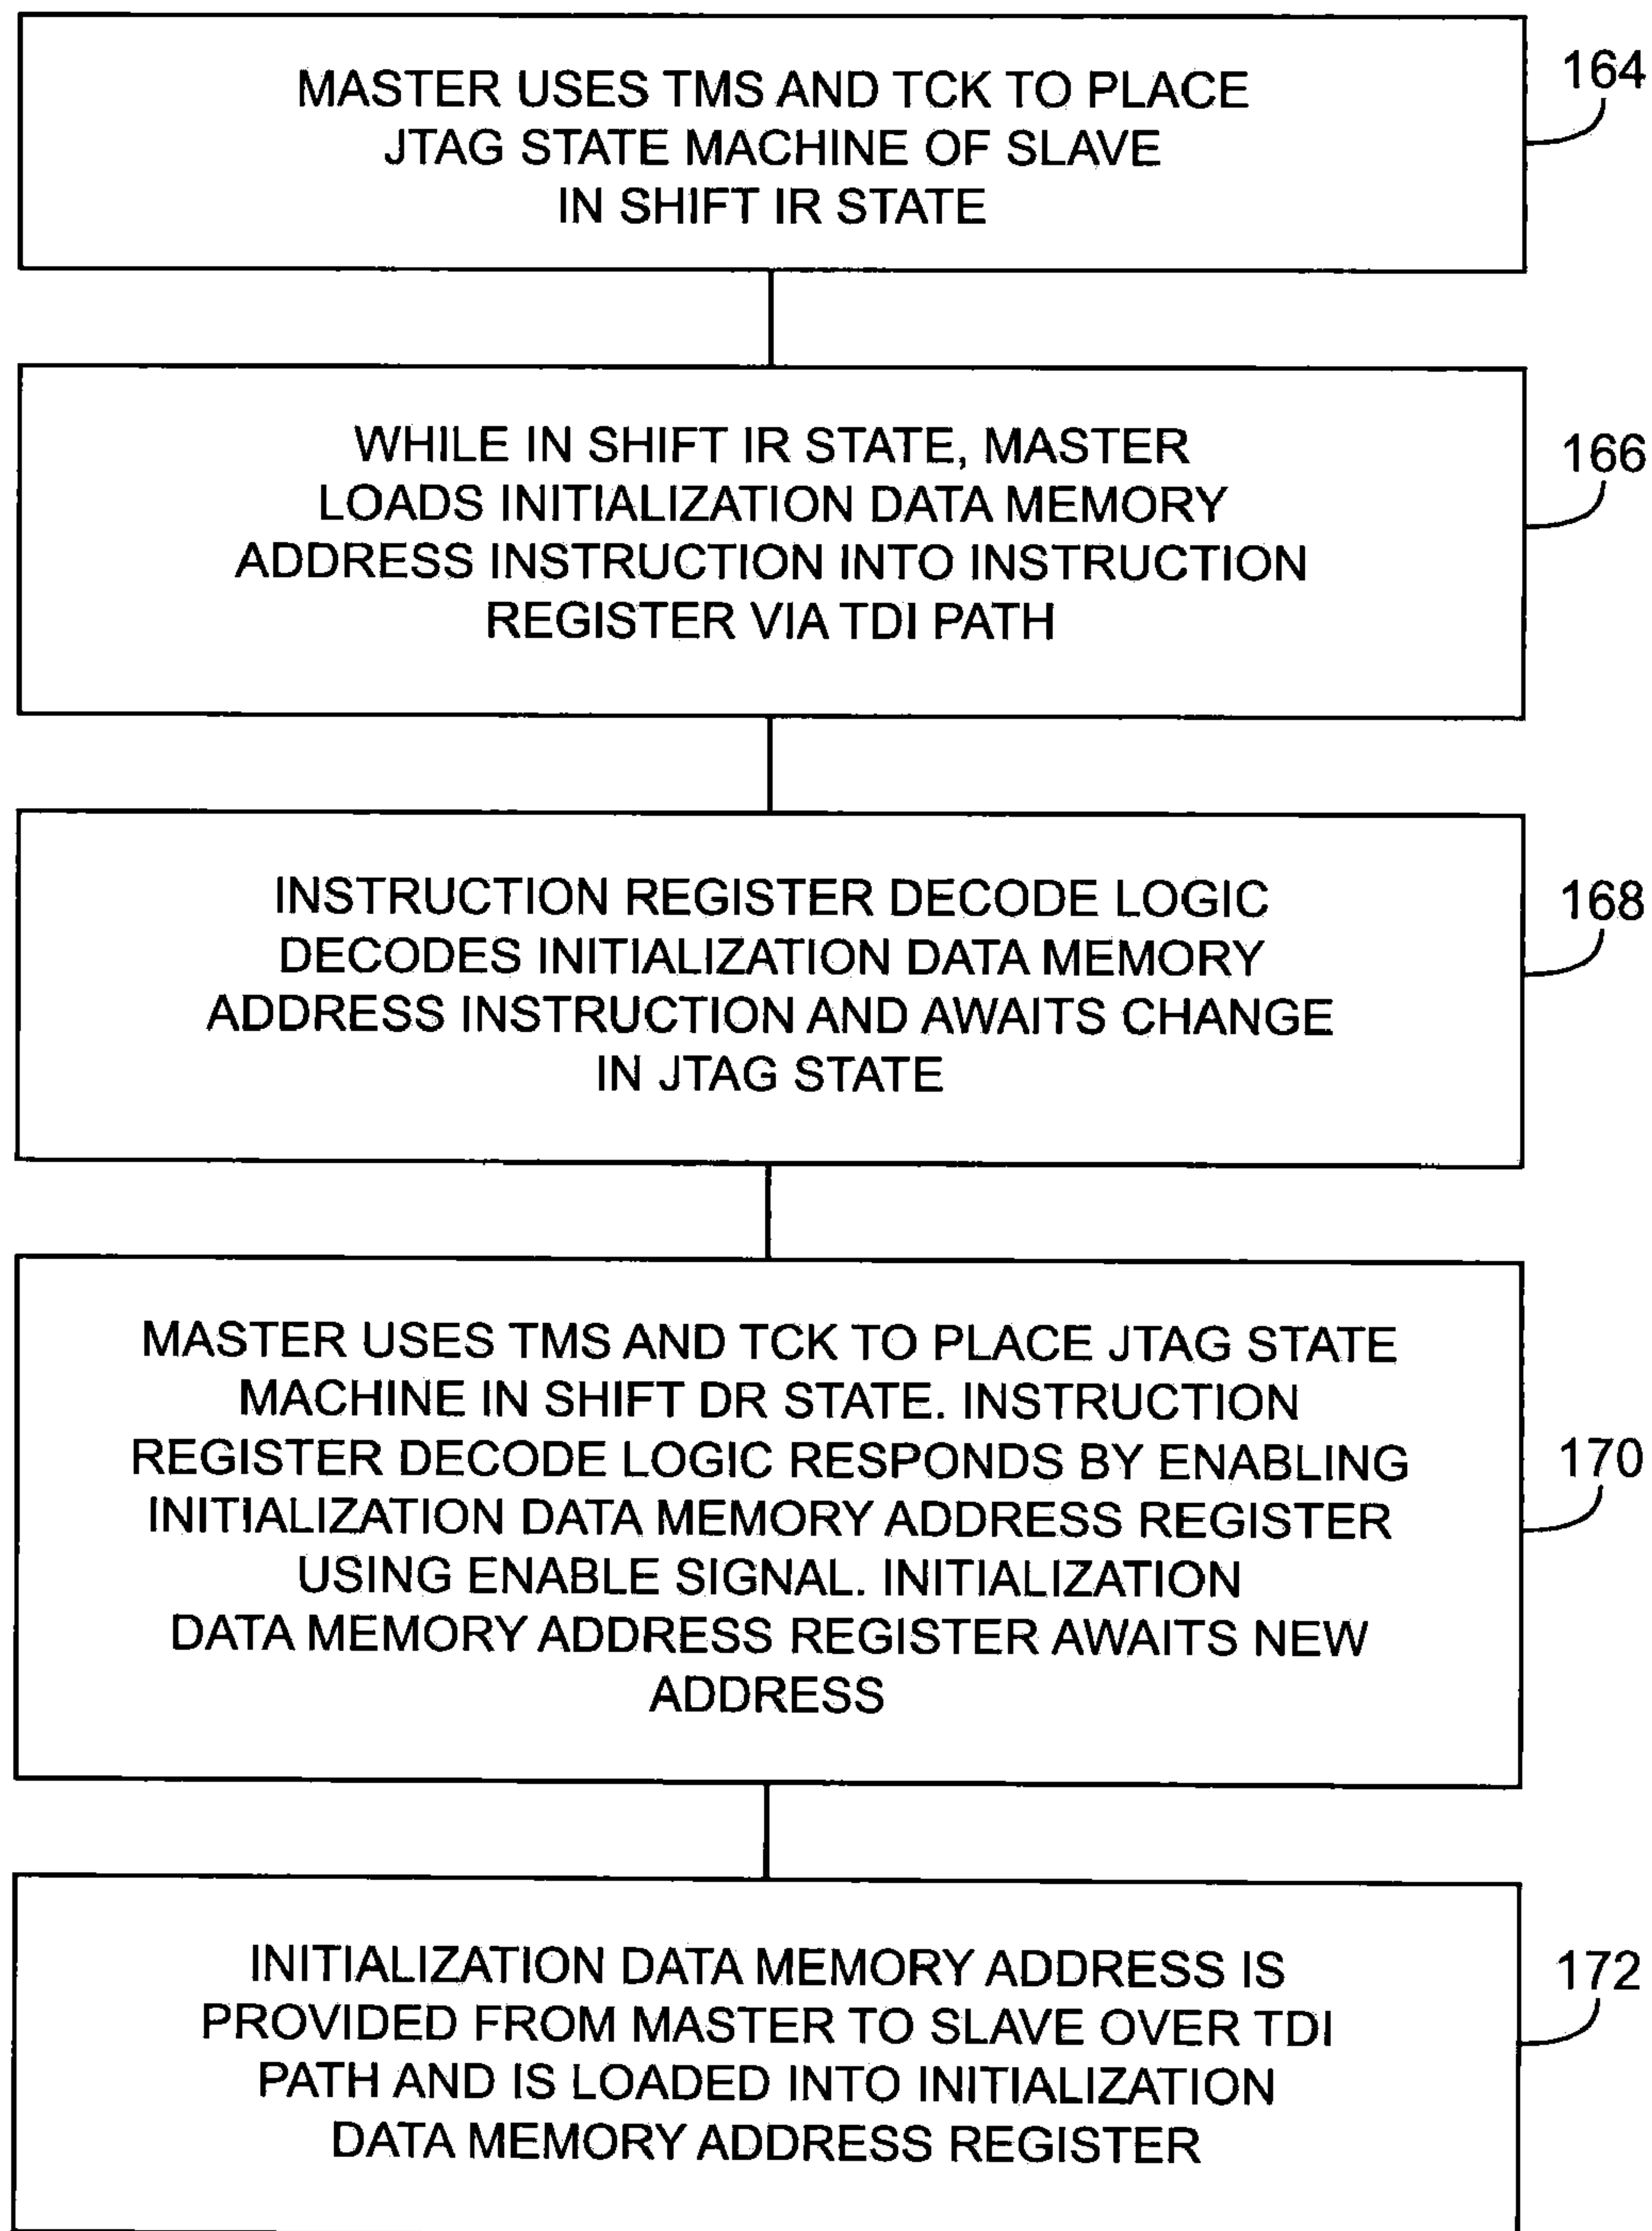 MASTER USES TMS AND TCK TO PLACE
JTAG STATE MACHINE OF SLAVE
IN SHIFT IR STATE
164
WHILE IN SHIFT IR STATE, MASTER
LOADS INITIALIZATION DATA MEMORY
ADDRESS INSTRUCTION INTO INSTRUCTION
REGISTER VIA TDI PATH
166
INSTRUCTION REGISTER DECODE LOGIC
DECODES INITIALIZATION DATA MEMORY
ADDRESS INSTRUCTION AND AWAITS CHANGE
IN JTAG STATE
168
MASTER USES TMS AND TCK TO PLACE JTAG STATE
MACHINE IN SHIFT DR STATE. INSTRUCTION
REGISTER DECODE LOGIC RESPONDS BY ENABLING
INITIALIZATION DATA MEMORY ADDRESS REGISTER
USING ENABLE SIGNAL. INITIALIZATION
DATA MEMORY ADDRESS REGISTER AWAITS NEW
ADDRESS
170
INITIALIZATION DATA MEMORY ADDRESS IS
PROVIDED FROM MASTER TO SLAVE OVER TDI
PATH AND IS LOADED INTO INITIALIZATION
DATA MEMORY ADDRESS REGISTER
172